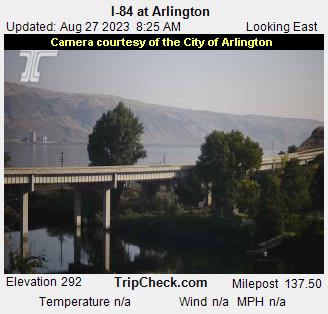 I-84 at Arlington
Updated: Aug 27 2023 8:25 AM Looking East
Camera courtesy of the City of Arlington
Elevation 292 TripCheck.com Milepost 137.50
Temperature n/a Wind n/a MPH n/a